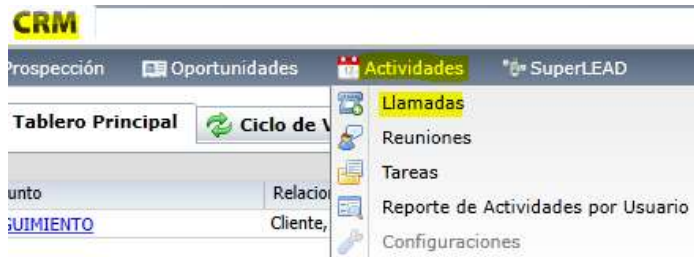 CRM
Prospección Oportunidades Actividades SuperLEAD
Tablero Principal Ciclo de V
Llamadas
Reuniones
Tareas
unto Relacio
Reporte de Actividades por Usuario
GUIMIENTO Cliente,
Configuraciones